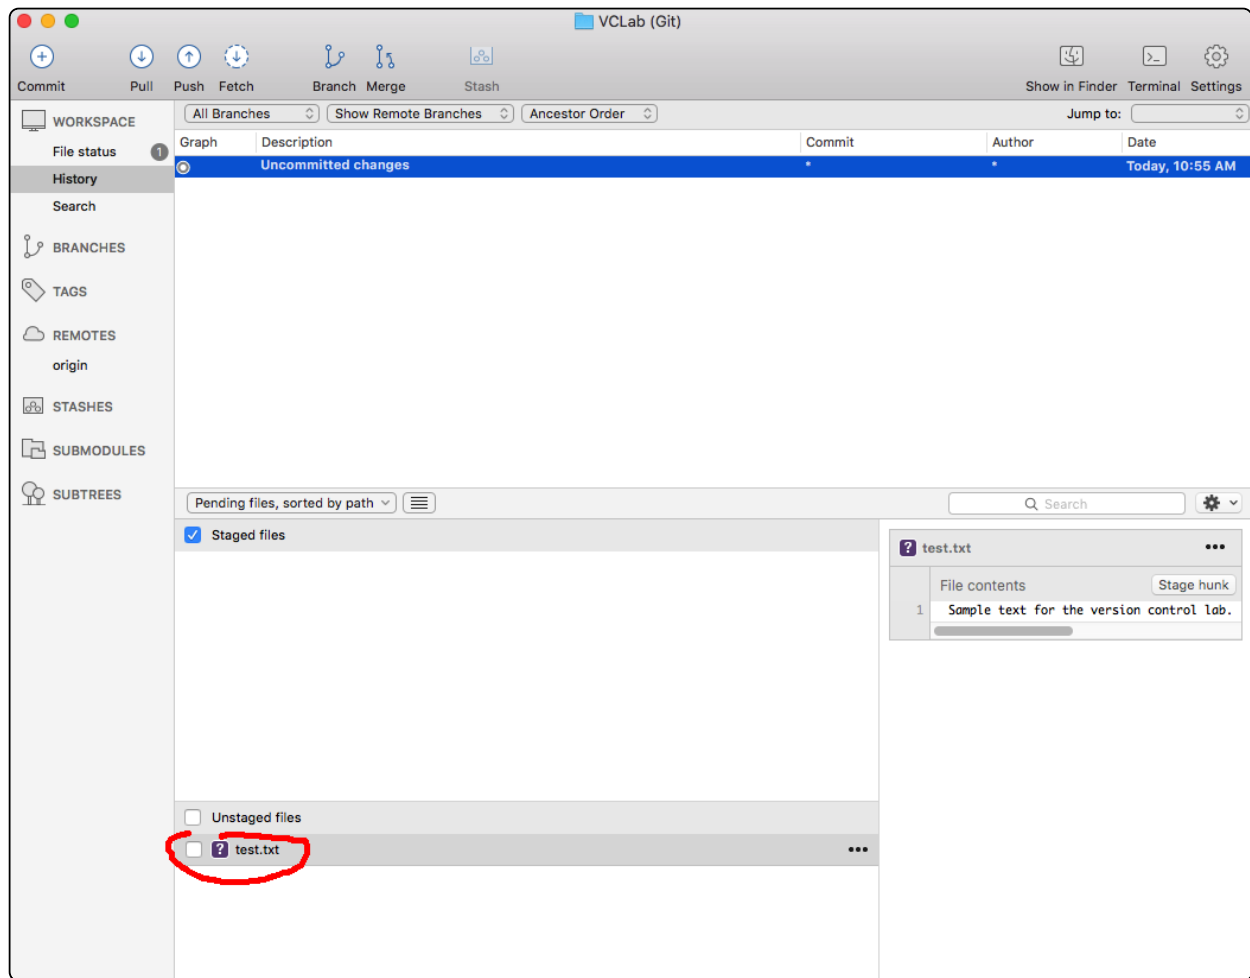 VCLab (Git)
Commit Pull Push Fetch Branch Merge Stash Show in Finder Terminal Settings
WORKSPACE
File status 1
History
Search
BRANCHES
TAGS
REMOTES
origin
STASHES
SUBMODULES
SUBTREES
All Branches Show Remote Branches Ancestor Order Jump to:
Graph Description Commit Author Date
Uncommitted changes * * Today, 10:55 AM
Pending files, sorted by path Search
Staged files
Unstaged files
? test.txt •••
? test.txt •••
File contents Stage hunk
1 Sample text for the version control lab.